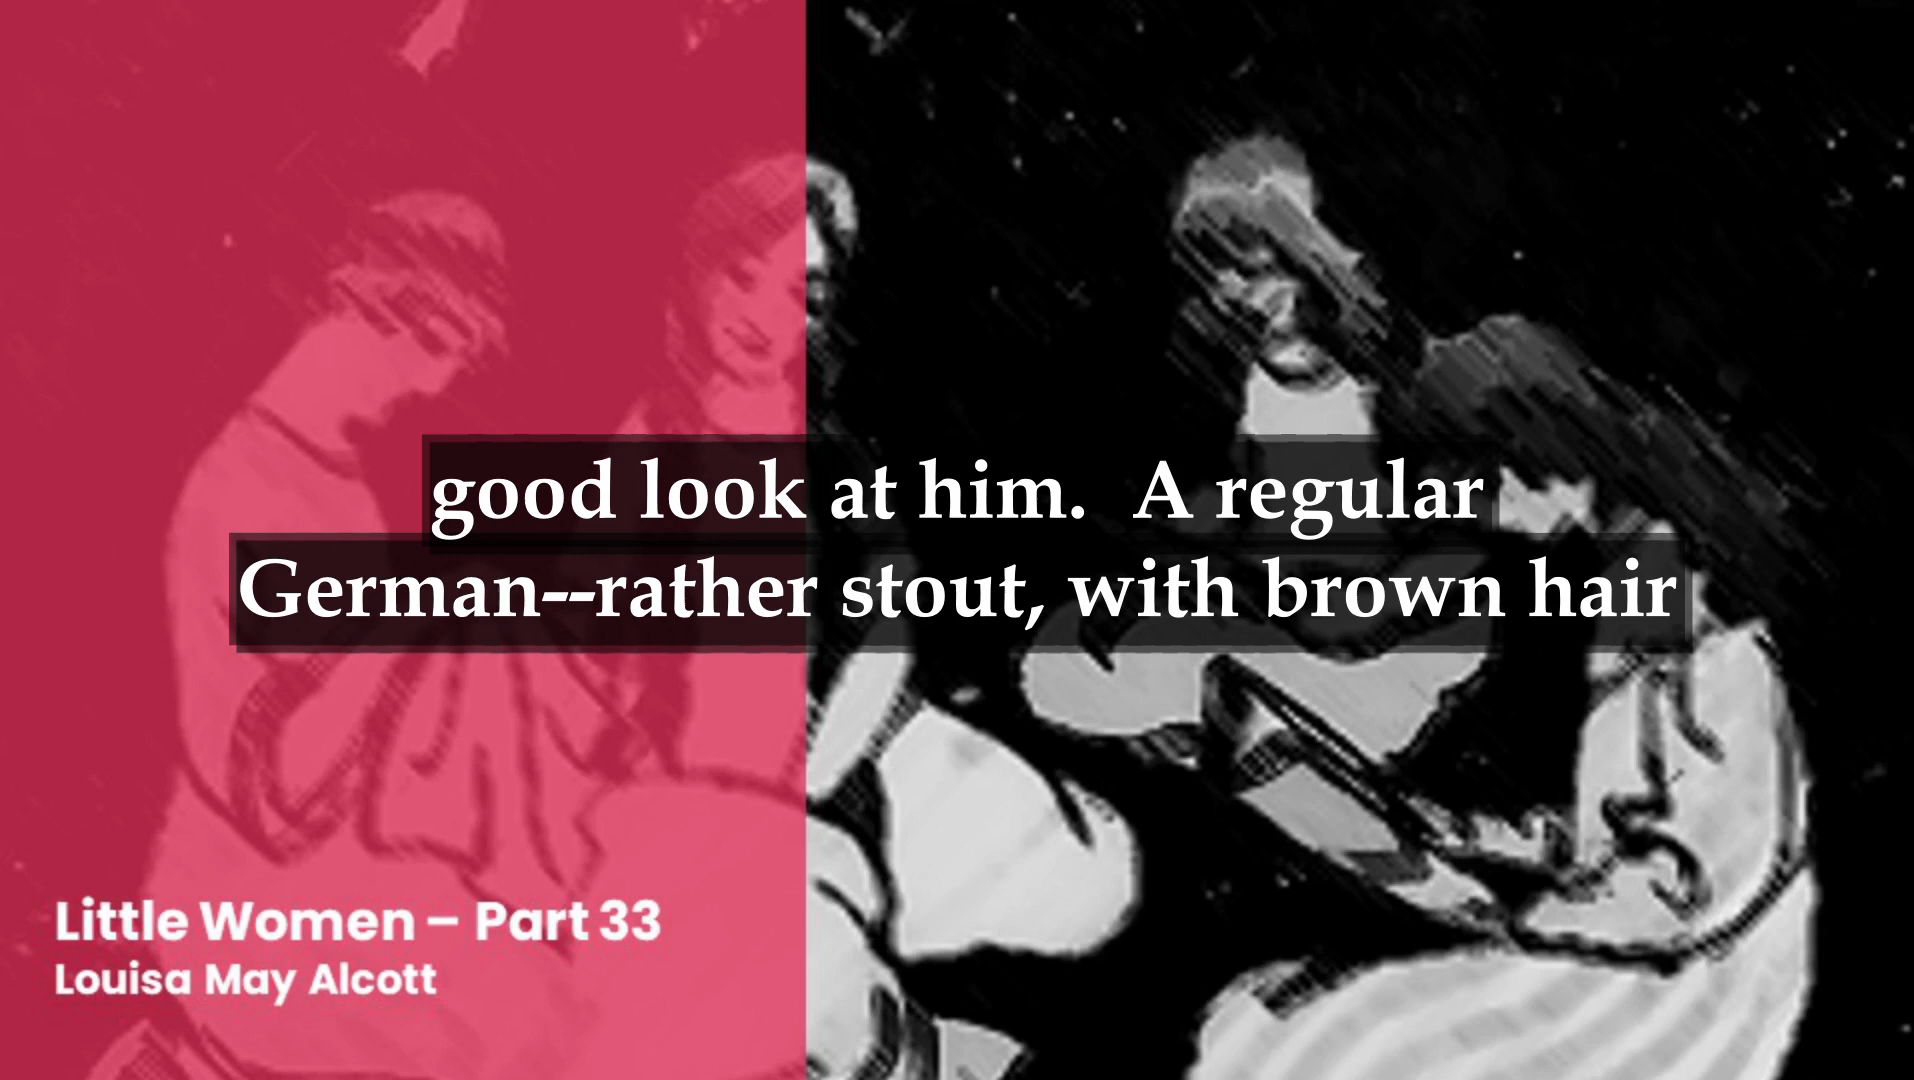 good look at him.  A regular
German--rather stout, with brown hair
Little Women – Part 33
Louisa May Alcott